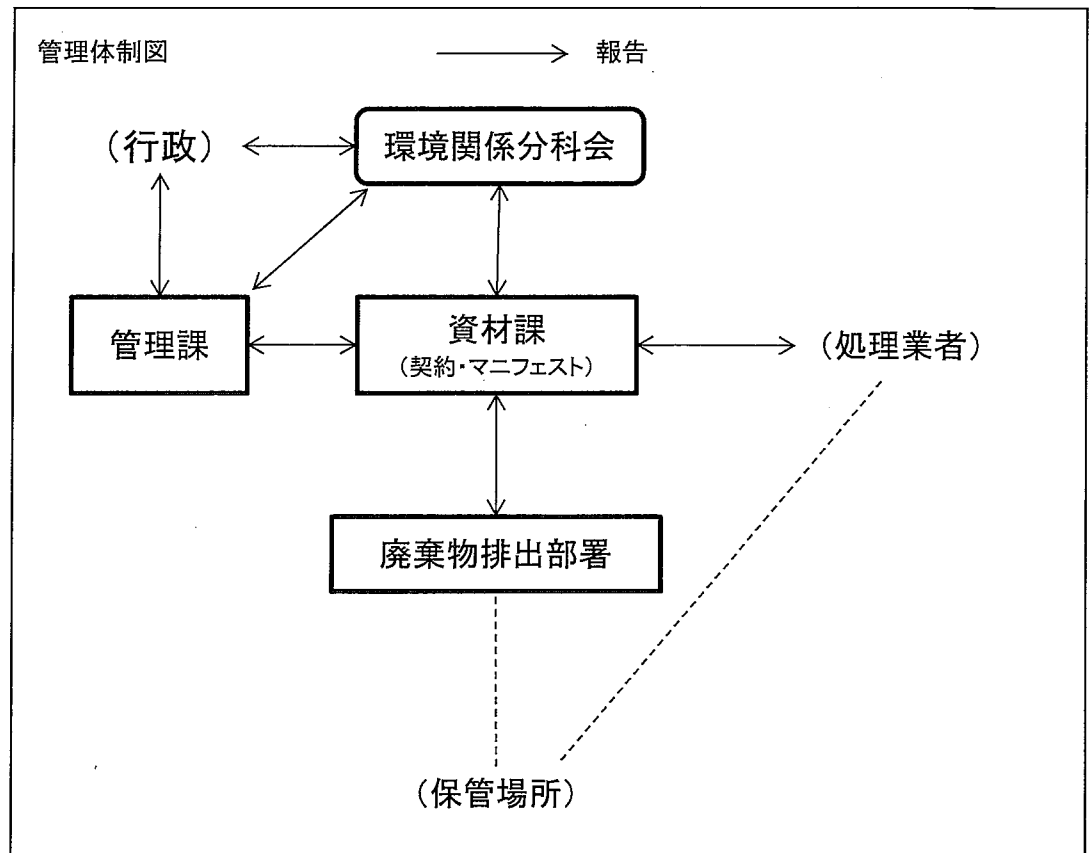 管理体制図
報告
（行政）
環境関係分科会
管理課
資材課
（契約・マニフェスト）
（処理業者）
廃棄物排出部署
（保管場所）